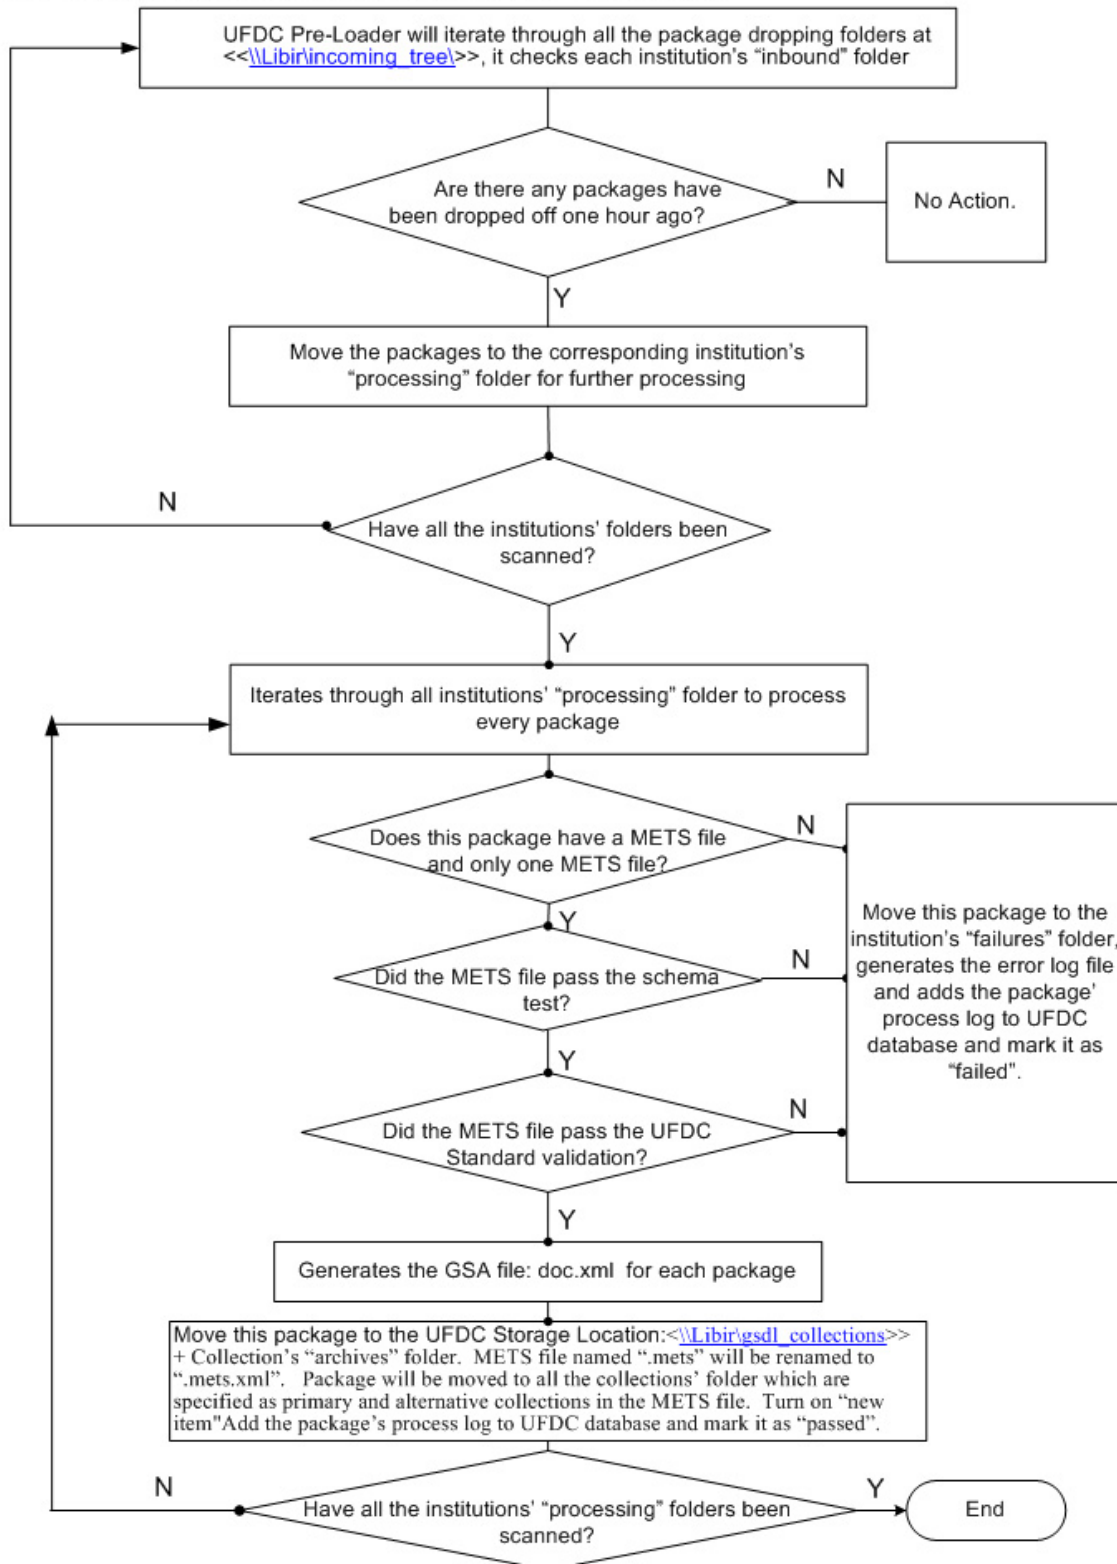 UFDC Pre-Loader will iterate through all the package dropping folders at
<<\\Libir\incoming_tree\>>, it checks each institution's “inbound” folder
Are there any packages have
been dropped off one hour ago?
N
No Action.
Y
Move the packages to the corresponding institution's
“processing” folder for further processing
N
Have all the institutions' folders been
scanned?
Y
Iterates through all institutions' “processing” folder to process
every package
Does this package have a METS file
and only one METS file?
N
Y
Did the METS file pass the schema
test?
N
Y
Did the METS file pass the UFDC
Standard validation?
N
Move this package to the
institution's “failures” folder,
generates the error log file
and adds the package'
process log to UFDC
database and mark it as
“failed”.
Y
Generates the GSA file: doc.xml for each package
Move this package to the UFDC Storage Location:<\\Libir\gsdl_collections>>
+ Collection's “archives” folder. METS file named “.mets” will be renamed to
“.mets.xml”. Package will be moved to all the collections' folder which are
specified as primary and alternative collections in the METS file. Turn on “new
item"Add the package's process log to UFDC database and mark it as “passed”.
N
Have all the institutions' “processing” folders been
scanned?
Y
End